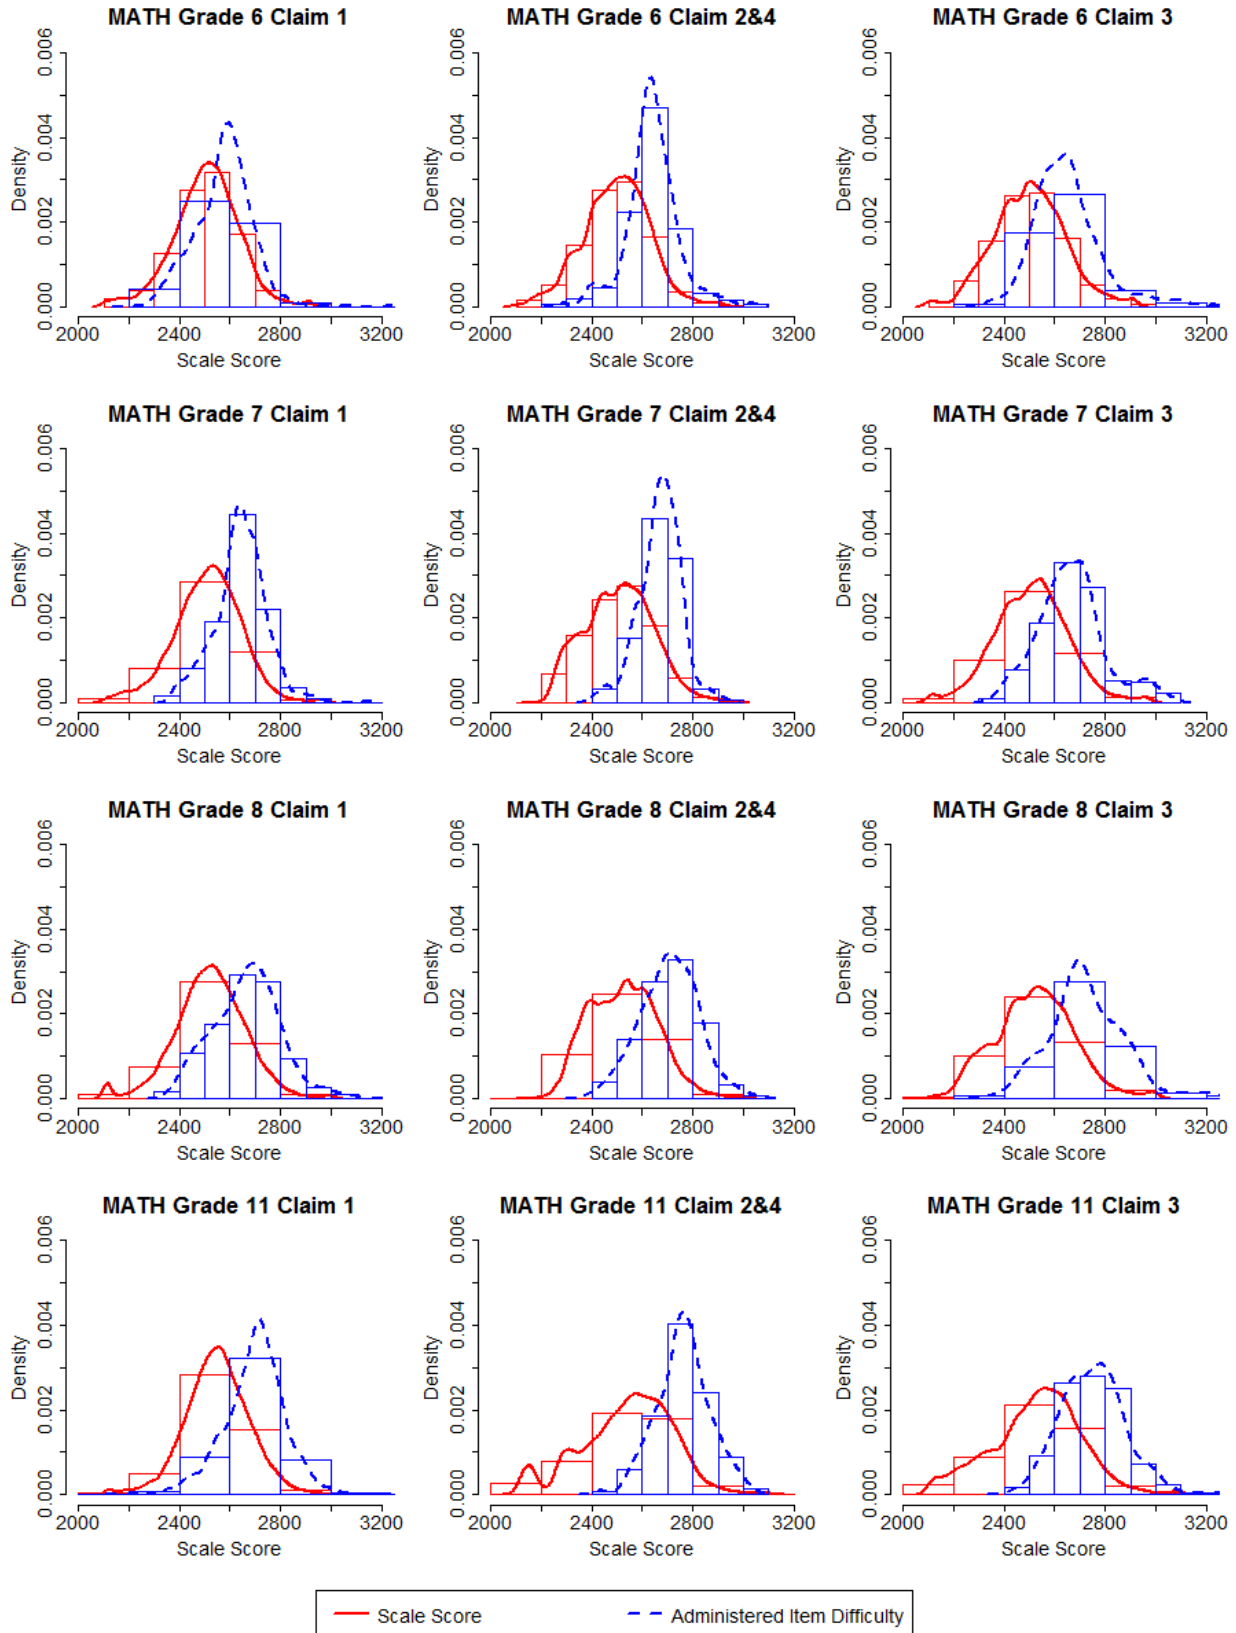 MATH Grade 6 Claim 1
MATH Grade 6 Claim 2&4
MATH Grade 6 Claim 3
0.006
0.004
0.002
0.000
Density
2000 2400 2800 3200
Scale Score
0.006
0.004
0.002
0.000
Density
2000 2400 2800 3200
Scale Score
0.006
0.004
0.002
0.000
Density
2000 2400 2800 3200
Scale Score
MATH Grade 7 Claim 1
MATH Grade 7 Claim 2&4
MATH Grade 7 Claim 3
0.006
0.004
0.002
0.000
Density
2000 2400 2800 3200
Scale Score
0.006
0.004
0.002
0.000
Density
2000 2400 2800 3200
Scale Score
0.006
0.004
0.002
0.000
Density
2000 2400 2800 3200
Scale Score
MATH Grade 8 Claim 1
MATH Grade 8 Claim 2&4
MATH Grade 8 Claim 3
0.006
0.004
0.002
0.000
Density
2000 2400 2800 3200
Scale Score
0.006
0.004
0.002
0.000
Density
2000 2400 2800 3200
Scale Score
0.006
0.004
0.002
0.000
Density
2000 2400 2800 3200
Scale Score
MATH Grade 11 Claim 1
MATH Grade 11 Claim 2&4
MATH Grade 11 Claim 3
0.006
0.004
0.002
0.000
Density
2000 2400 2800 3200
Scale Score
0.006
0.004
0.002
0.000
Density
2000 2400 2800 3200
Scale Score
0.006
0.004
0.002
0.000
Density
2000 2400 2800 3200
Scale Score
Scale Score
Administered Item Difficulty